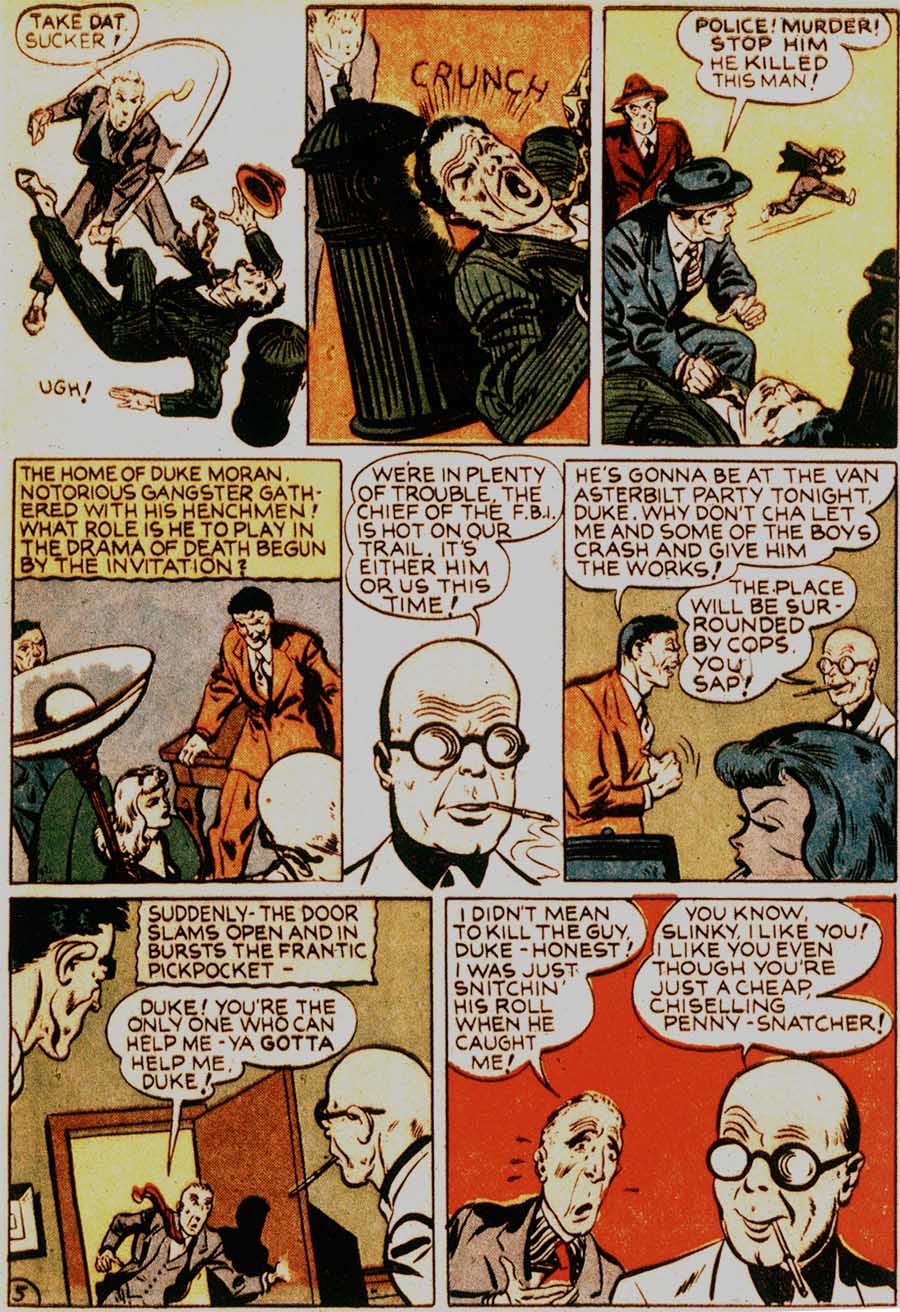 TAKE DAT,
SUCKER!
UGH!
CRUNCH
POLICE! MURDER!
STOP HIM
HE KILLED
THIS MAN!
THE HOME OF DUKE MORAN,
NOTORIOUS GANGSTER GATH-
ERED WITH HIS HENCHMEN!
WHAT ROLE IS HE TO PLAY IN
THE DRAMA OF DEATH BEGUN
BY THE INVITATION?
WE'RE IN PLENTY
OF TROUBLE. THE
CHIEF OF THE F.B.I.
IS HOT ON OUR
TRAIL. IT'S
EITHER HIM
OR US THIS
TIME!
HE'S GONNA BE AT THE VAN
ASTERBILT PARTY TONIGHT,
DUKE. WHY DON'T CHA LET
ME AND SOME OF THE BOYS
CRASH AND GIVE HIM
THE WORKS!
THE PLACE
WILL BE SUR-
ROUNDED
BY COPS,
YOU
SAP!
SUDDENLY - THE DOOR
SLAMS OPEN AND IN
BURSTS THE FRANTIC
PICKPOCKET -
DUKE! YOU'RE THE
ONLY ONE WHO CAN
HELP ME - YA GOTTA
HELP ME,
DUKE!
I DIDN'T MEAN
TO KILL THE GUY,
DUKE - HONEST!
I WAS JUST
SNITCHIN'
HIS ROLL
WHEN HE
CAUGHT
ME!
YOU KNOW,
SLINKY, I LIKE YOU!
I LIKE YOU EVEN
THOUGH YOU'RE
JUST A CHEAP,
CHISELLING
PENNY-SNATCHER!
5